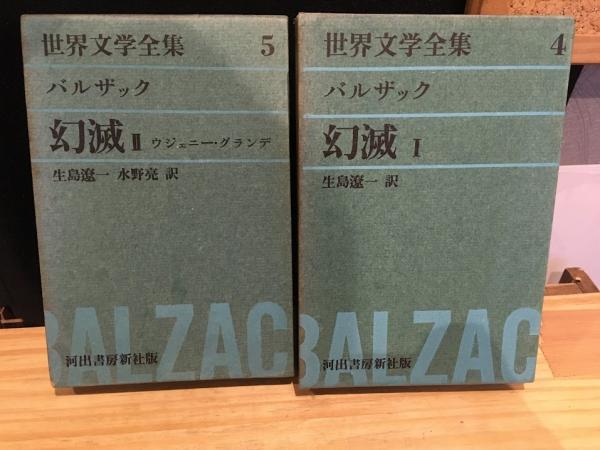 世界文学全集 5
バルザック
幻滅 II ウジェニー・グランデ
生島遼一 水野亮 訳
BALZAC
河出書房新社版
世界文学全集 4
バルザック
幻滅 I
生島遼一 訳
BALZAC
河出書房新社版